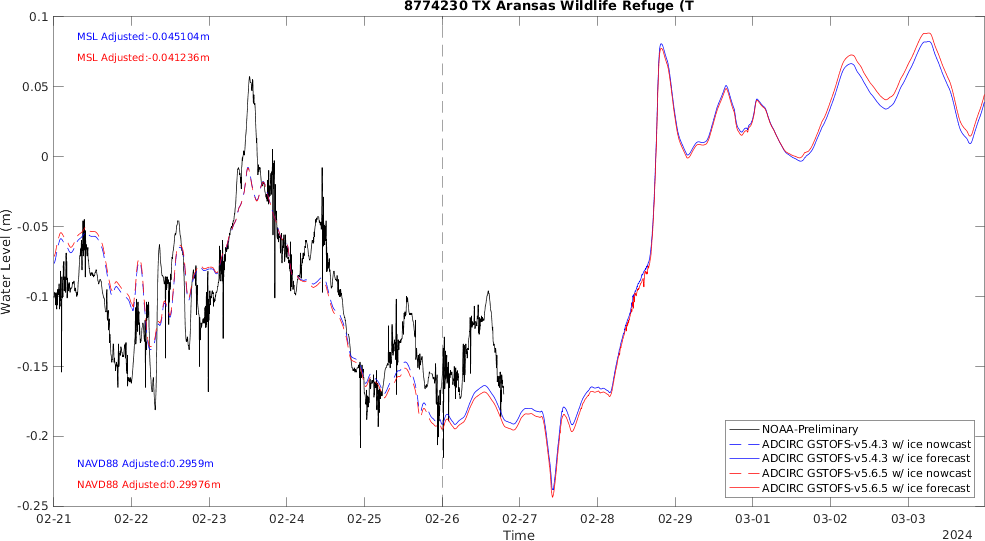 8774230 TX Aransas Wildlife Refuge (T
0.1
0.05
0
-0.05
-0.1
-0.15
-0.2
-0.25
Water Level (m)
MSL Adjusted:-0.045104m
MSL Adjusted:-0.041236m
NAVD88 Adjusted:0.2959m
NAVD88 Adjusted:0.29976m
NOAA-Preliminary
ADCIRC GSTOFS-v5.4.3 w/ ice nowcast
ADCIRC GSTOFS-v5.4.3 w/ ice forecast
ADCIRC GSTOFS-v5.6.5 w/ ice nowcast
ADCIRC GSTOFS-v5.6.5 w/ ice forecast
02-21 02-22 02-23 02-24 02-25 02-26 02-27 02-28 02-29 03-01 03-02 03-03
Time
2024